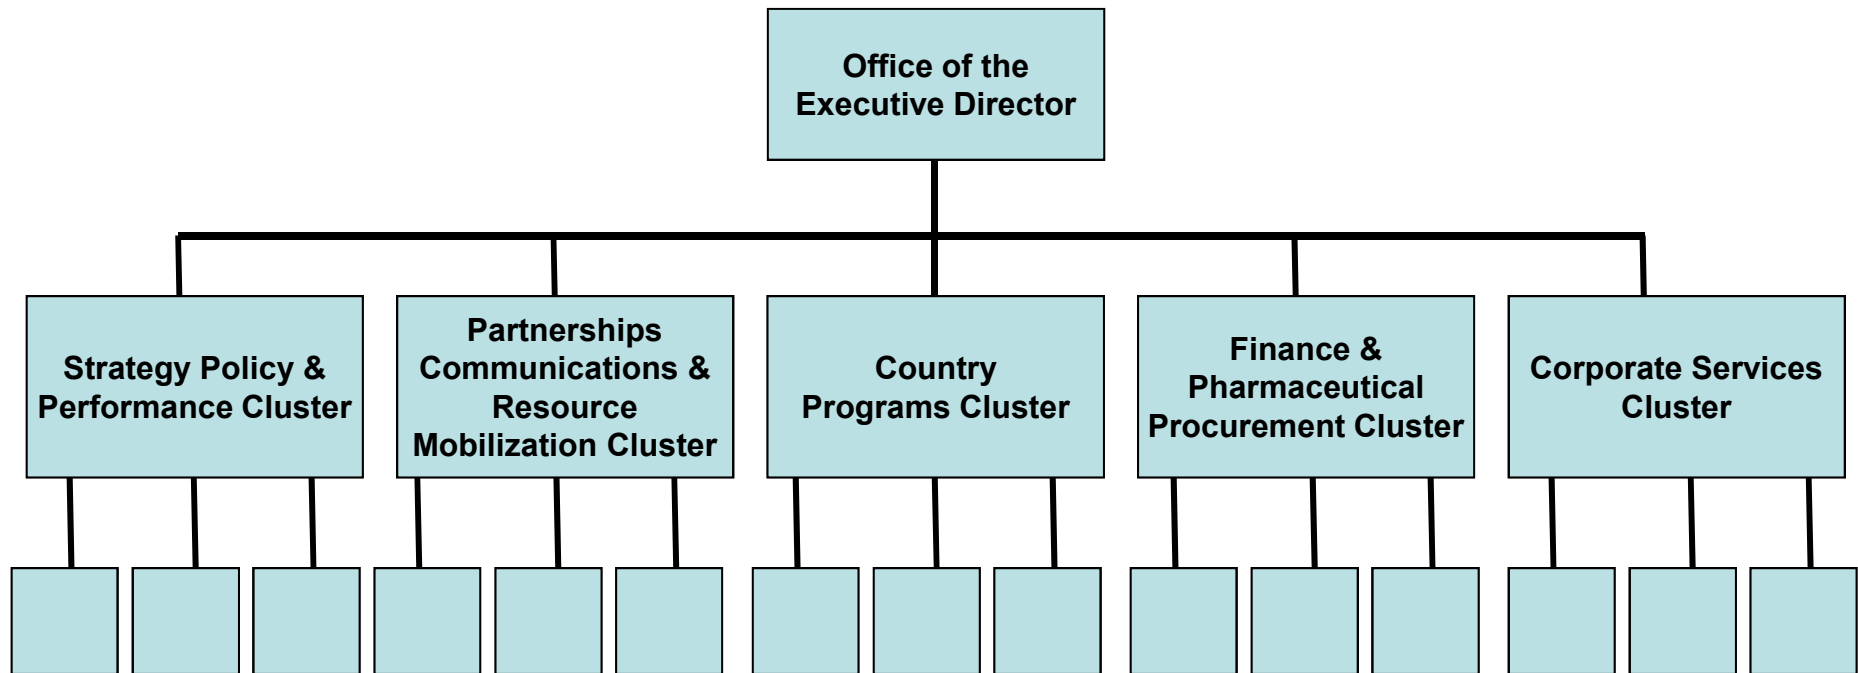 Office of the
Executive Director
Strategy Policy &
Performance Cluster
Partnerships
Communications &
Resource
Mobilization Cluster
Country
Programs Cluster
Finance &
Pharmaceutical
Procurement Cluster
Corporate Services
Cluster